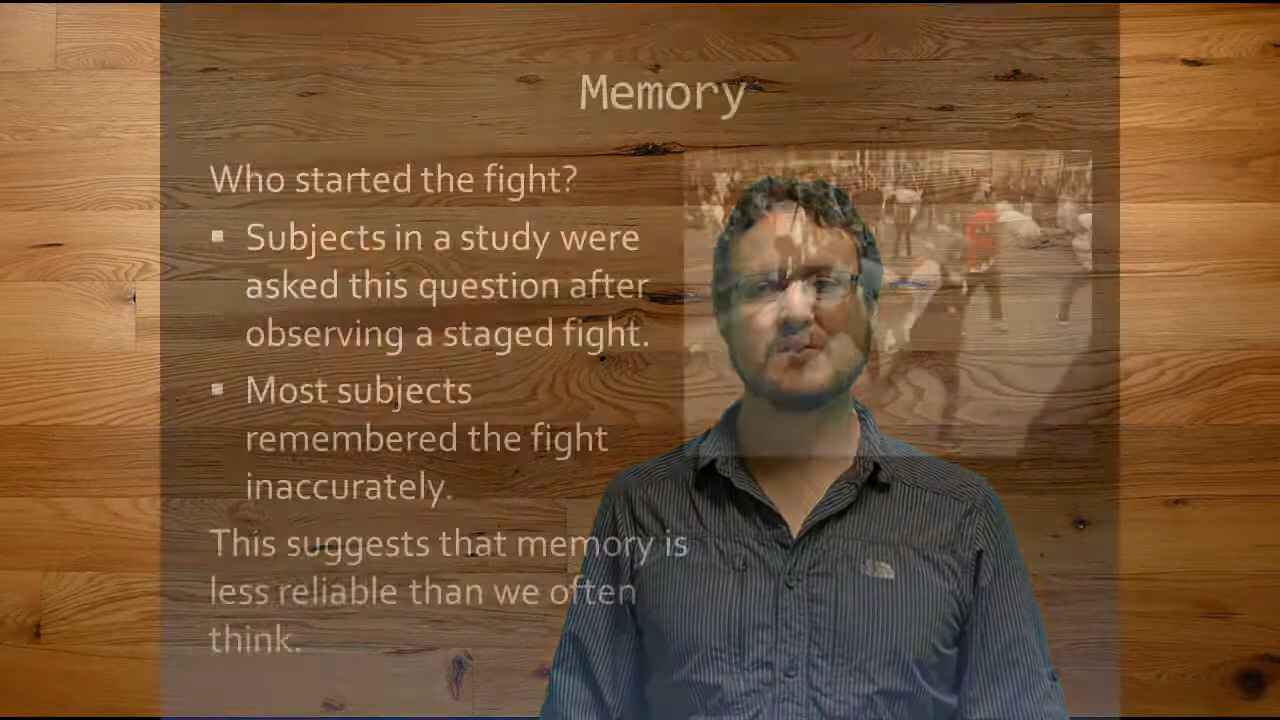 Memory
Who started the fight?
▪ Subjects in a study were
asked this question after
observing a staged fight.
▪ Most subjects
remembered the fight
inaccurately.
This suggests that memory is
less reliable than we often
think.